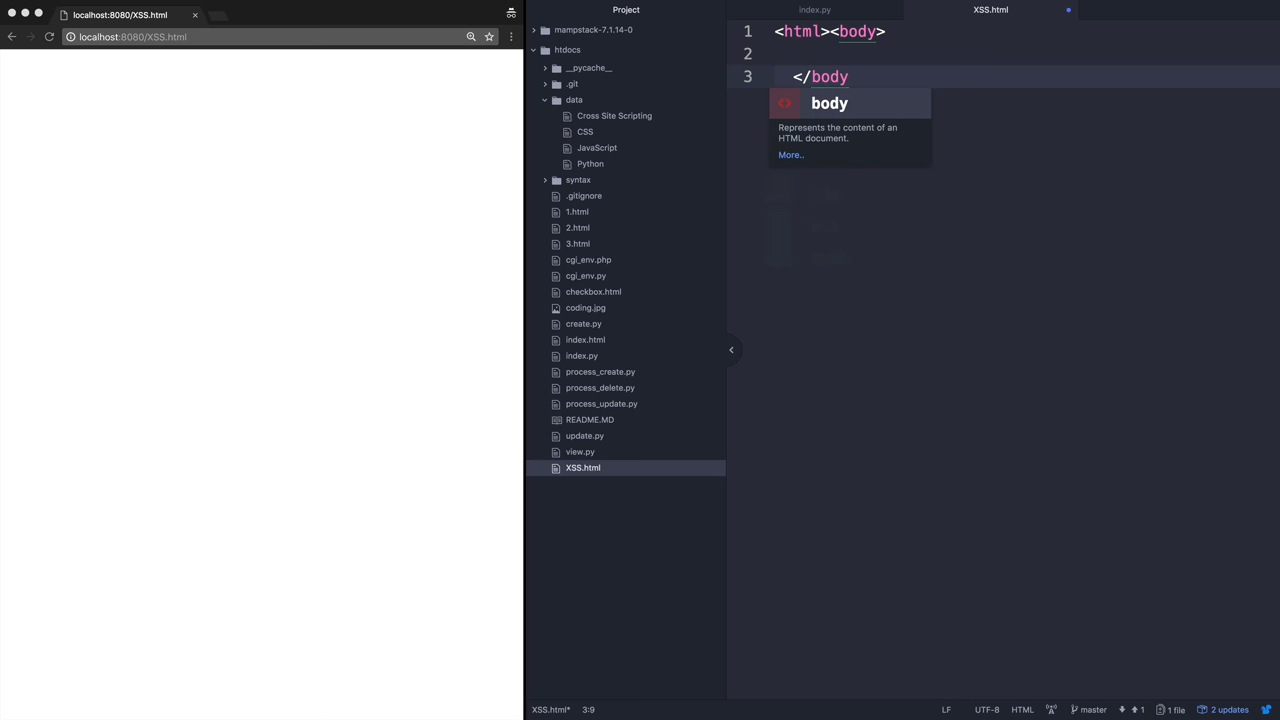 localhost:8080/XSS.html
localhost:8080/XSS.html
Project
mampstack-7.1.14-0
htdocs
__pycache__
.git
data
Cross Site Scripting
CSS
JavaScript
Python
syntax
.gitignore
1.html
2.html
3.html
cgi_env.php
cgi_env.py
checkbox.html
coding.jpg
create.py
index.html
index.py
process_create.py
process_delete.py
process_update.py
README.MD
update.py
view.py
XSS.html
index.py
XSS.html
1 <html><body>
2
3 </body
<> body
Represents the content of an
HTML document.
More..
XSS.html* 3:9
LF UTF-8 HTML master 1 1 file 2 updates